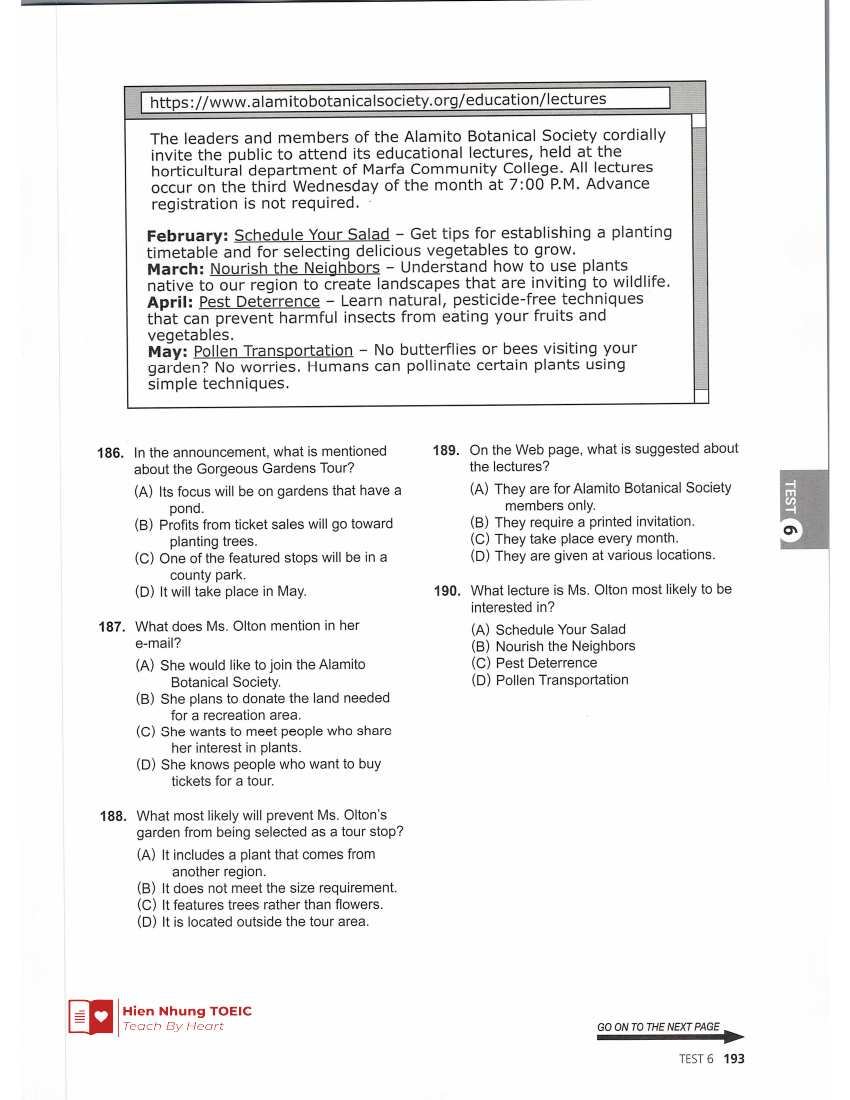 https://www.alamitobotanicalsociety.org/education/lectures
The leaders and members of the Alamito Botanical Society cordially
invite the public to attend its educational lectures, held at the
horticultural department of Marfa Community College. All lectures
occur on the third Wednesday of the month at 7:00 P.M. Advance
registration is not required.
February: Schedule Your Salad – Get tips for establishing a planting
timetable and for selecting delicious vegetables to grow.
March: Nourish the Neighbors – Understand how to use plants
native to our region to create landscapes that are inviting to wildlife.
April: Pest Deterrence – Learn natural, pesticide-free techniques
that can prevent harmful insects from eating your fruits and
vegetables.
May: Pollen Transportation – No butterflies or bees visiting your
garden? No worries. Humans can pollinate certain plants using
simple techniques.
186. In the announcement, what is mentioned
about the Gorgeous Gardens Tour?
(A) Its focus will be on gardens that have a
pond.
(B) Profits from ticket sales will go toward
planting trees.
(C) One of the featured stops will be in a
county park.
(D) It will take place in May.
187. What does Ms. Olton mention in her
e-mail?
(A) She would like to join the Alamito
Botanical Society.
(B) She plans to donate the land needed
for a recreation area.
(C) She wants to meet people who share
her interest in plants.
(D) She knows people who want to buy
tickets for a tour.
188. What most likely will prevent Ms. Olton's
garden from being selected as a tour stop?
(A) It includes a plant that comes from
another region.
(B) It does not meet the size requirement.
(C) It features trees rather than flowers.
(D) It is located outside the tour area.
189. On the Web page, what is suggested about
the lectures?
(A) They are for Alamito Botanical Society
members only.
(B) They require a printed invitation.
(C) They take place every month.
(D) They are given at various locations.
190. What lecture is Ms. Olton most likely to be
interested in?
(A) Schedule Your Salad
(B) Nourish the Neighbors
(C) Pest Deterrence
(D) Pollen Transportation
TEST 6
Hien Nhung TOEIC
Teach By Heart
GO ON TO THE NEXT PAGE
TEST 6 193